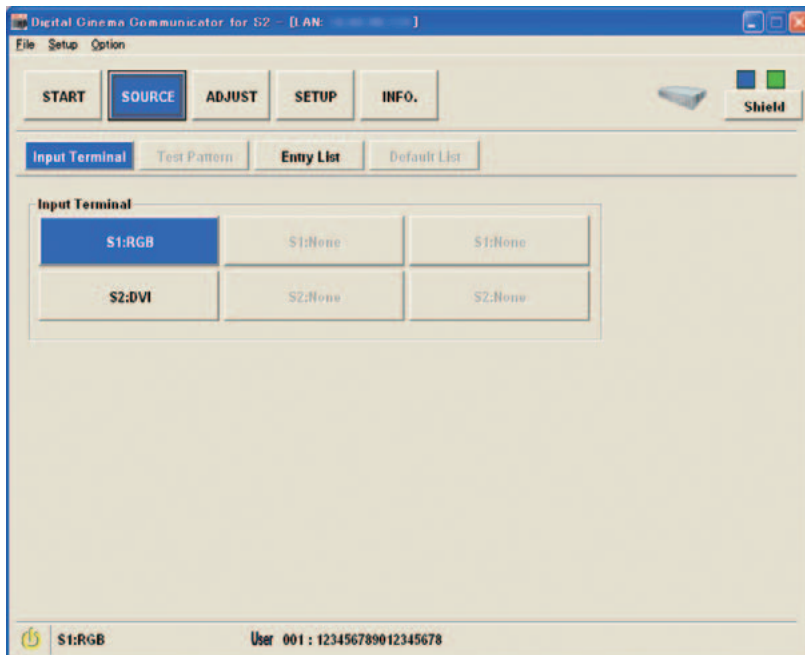 Digital Cinema Communicator for S2 - [LAN: ]
File Setup Option
START SOURCE ADJUST SETUP INFO. Shield
Input Terminal Test Pattern Entry List Default List
Input Terminal
S1:RGB S1:None S1:None
S2:DVI S2:None S2:None
S1:RGB User 001 : 123456789012345678